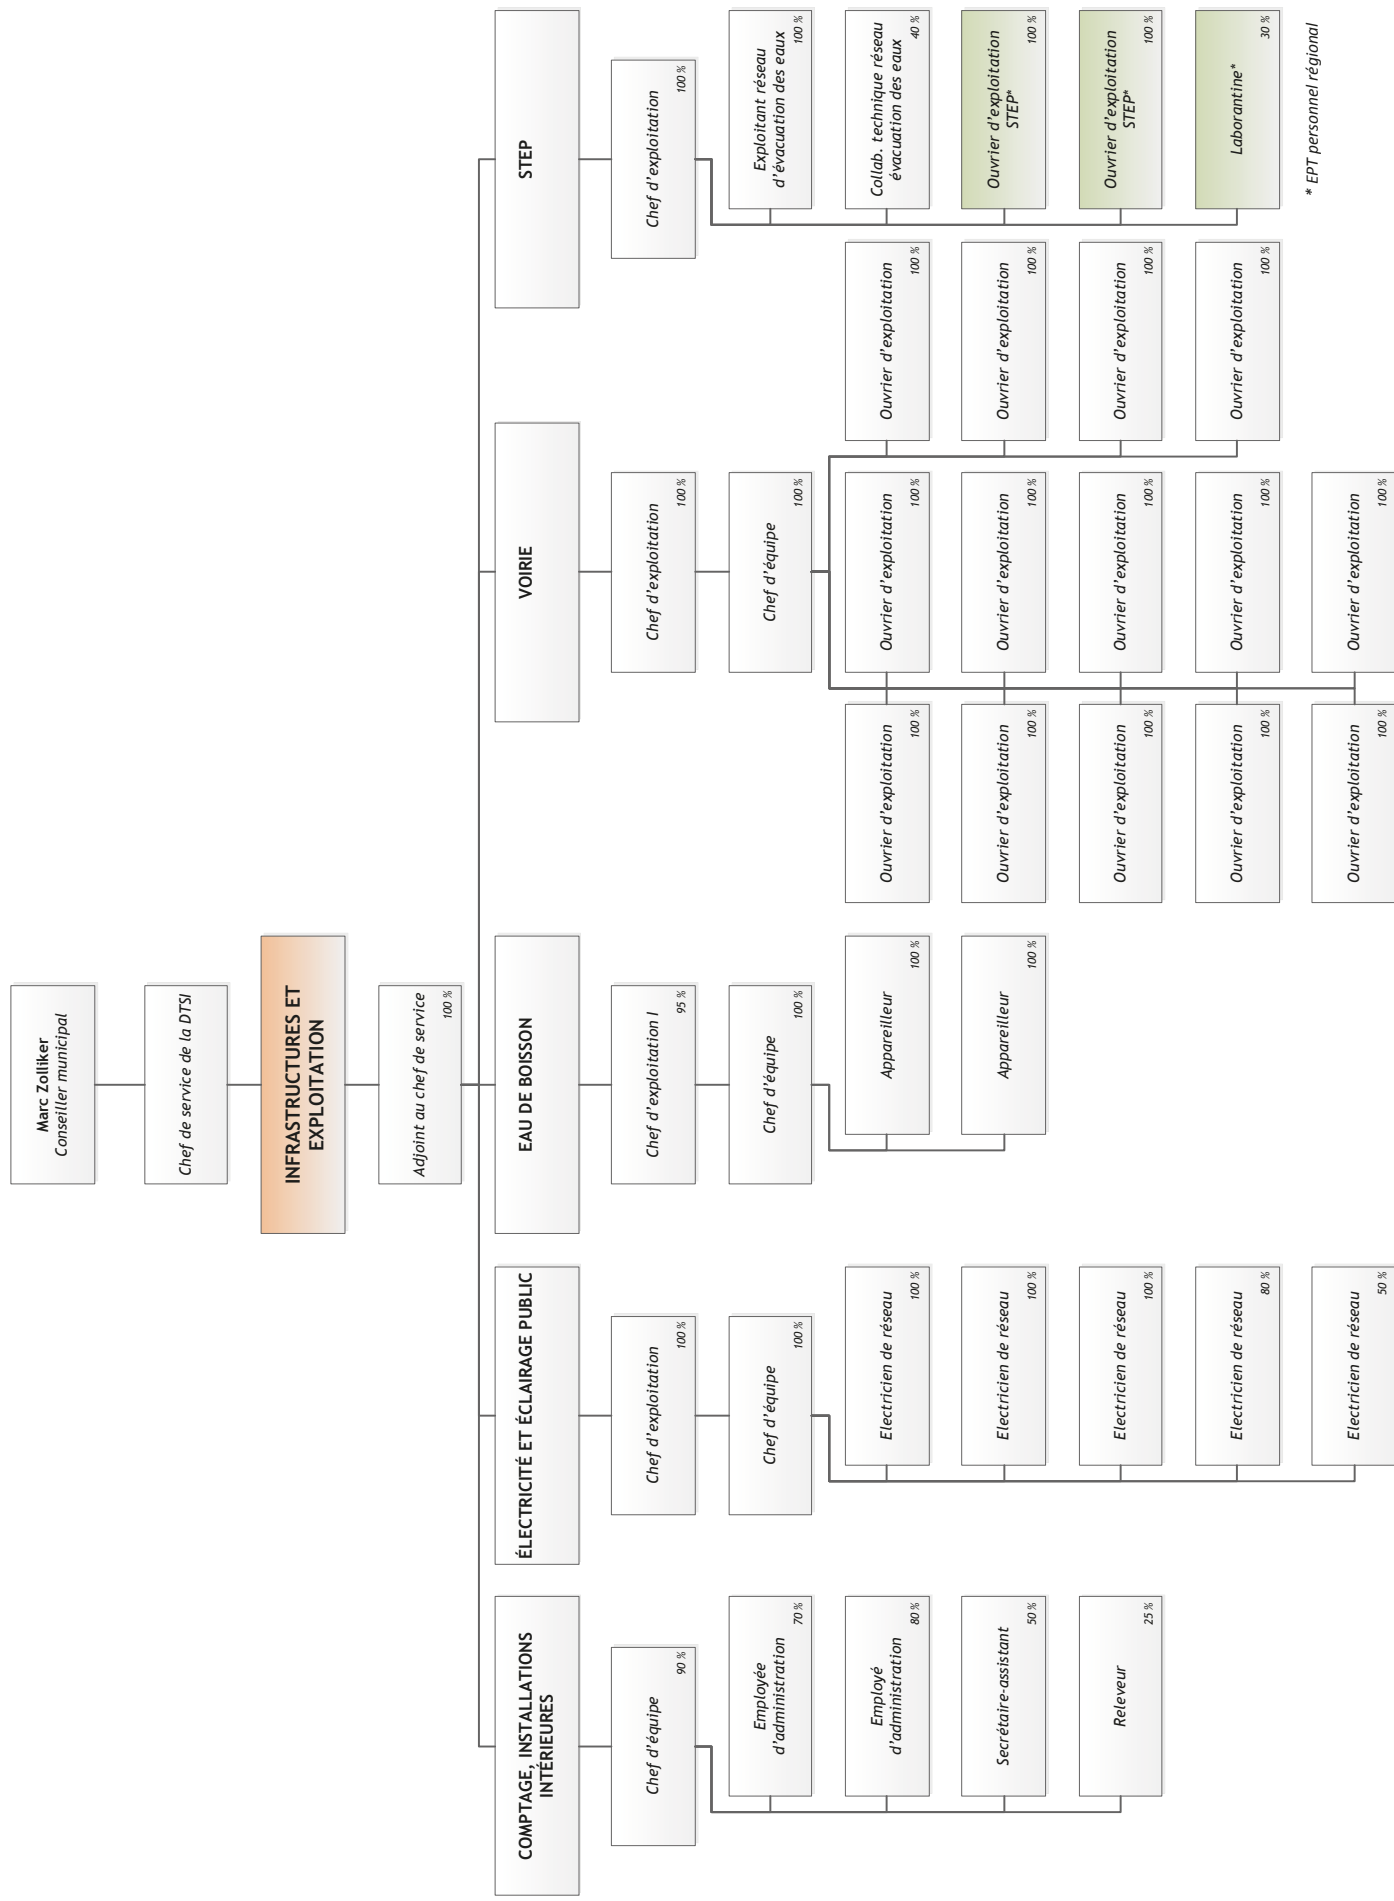 Marc Zolliker
Conseiller municipal
Chef de service de la DTSI
INFRASTRUCTURES ET
EXPLOITATION
Adjoint au chef de service
100 %
COMPTAGE, INSTALLATIONS
INTÉRIEURES
Chef d'équipe
90 %
Employée
d'administration
70 %
Employé
d'administration
80 %
Secrétaire-assistant
50 %
Releveur
25 %
ÉLECTRICITÉ ET ÉCLAIRAGE PUBLIC
Chef d'exploitation
100 %
Chef d'équipe
100 %
Electricien de réseau
100 %
Electricien de réseau
100 %
Electricien de réseau
100 %
Electricien de réseau
80 %
Electricien de réseau
50 %
EAU DE BOISSON
Chef d'exploitation I
95 %
Chef d'équipe
100 %
Appareilleur
100 %
Appareilleur
100 %
VOIRIE
Chef d'exploitation
100 %
Chef d'équipe
100 %
Ouvrier d'exploitation
100 %
Ouvrier d'exploitation
100 %
Ouvrier d'exploitation
100 %
Ouvrier d'exploitation
100 %
Ouvrier d'exploitation
100 %
Ouvrier d'exploitation
100 %
Ouvrier d'exploitation
100 %
Ouvrier d'exploitation
100 %
Ouvrier d'exploitation
100 %
Ouvrier d'exploitation
100 %
Ouvrier d'exploitation
100 %
Ouvrier d'exploitation
100 %
Ouvrier d'exploitation
100 %
Ouvrier d'exploitation
100 %
STEP
Chef d'exploitation
100 %
Exploitant réseau
d'évacuation des eaux
100 %
Collab. technique réseau
évacuation des eaux
40 %
Ouvrier d'exploitation
STEP*
100 %
Ouvrier d'exploitation
STEP*
100 %
Laborantine*
30 %
* EPT personnel régional